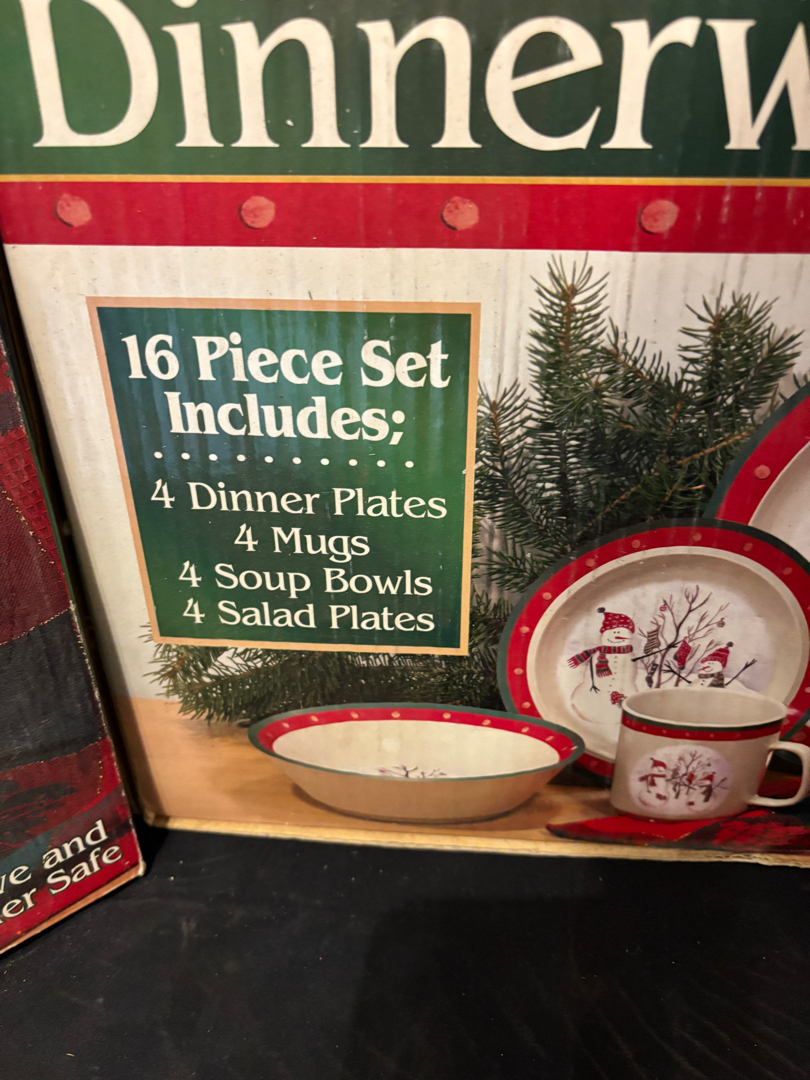 Dinnerw
16 Piece Set
Includes;
4 Dinner Plates
4 Mugs
4 Soup Bowls
4 Salad Plates
ve and
er Safe